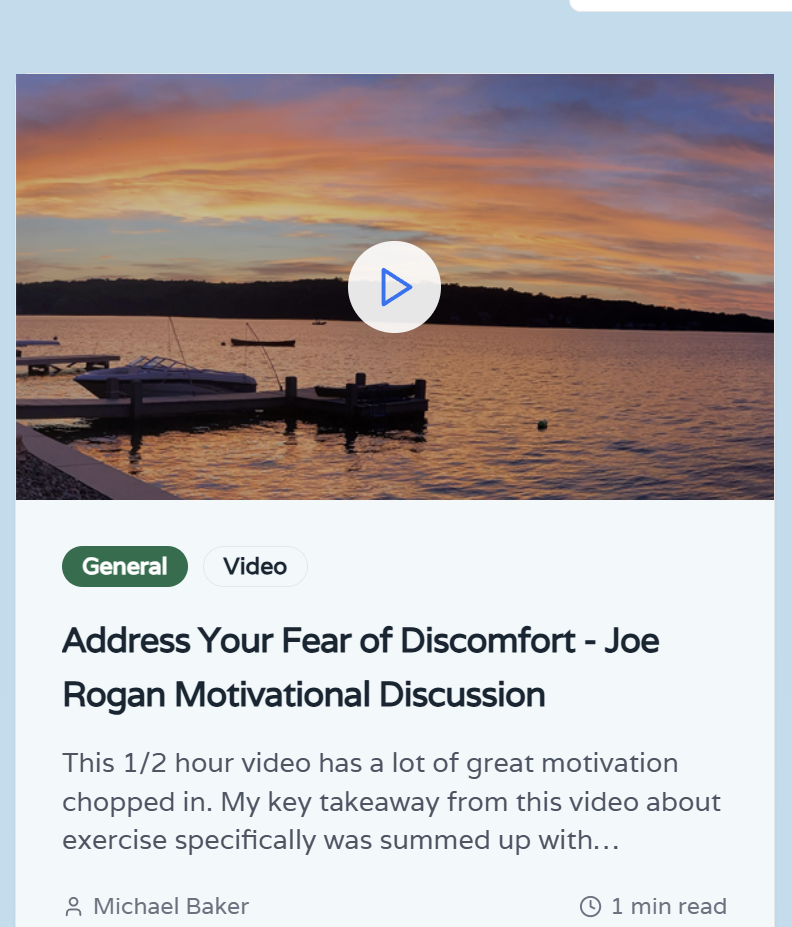 General
Video
Address Your Fear of Discomfort - Joe
Rogan Motivational Discussion
This 1/2 hour video has a lot of great motivation
chopped in. My key takeaway from this video about
exercise specifically was summed up with…
Michael Baker
1 min read